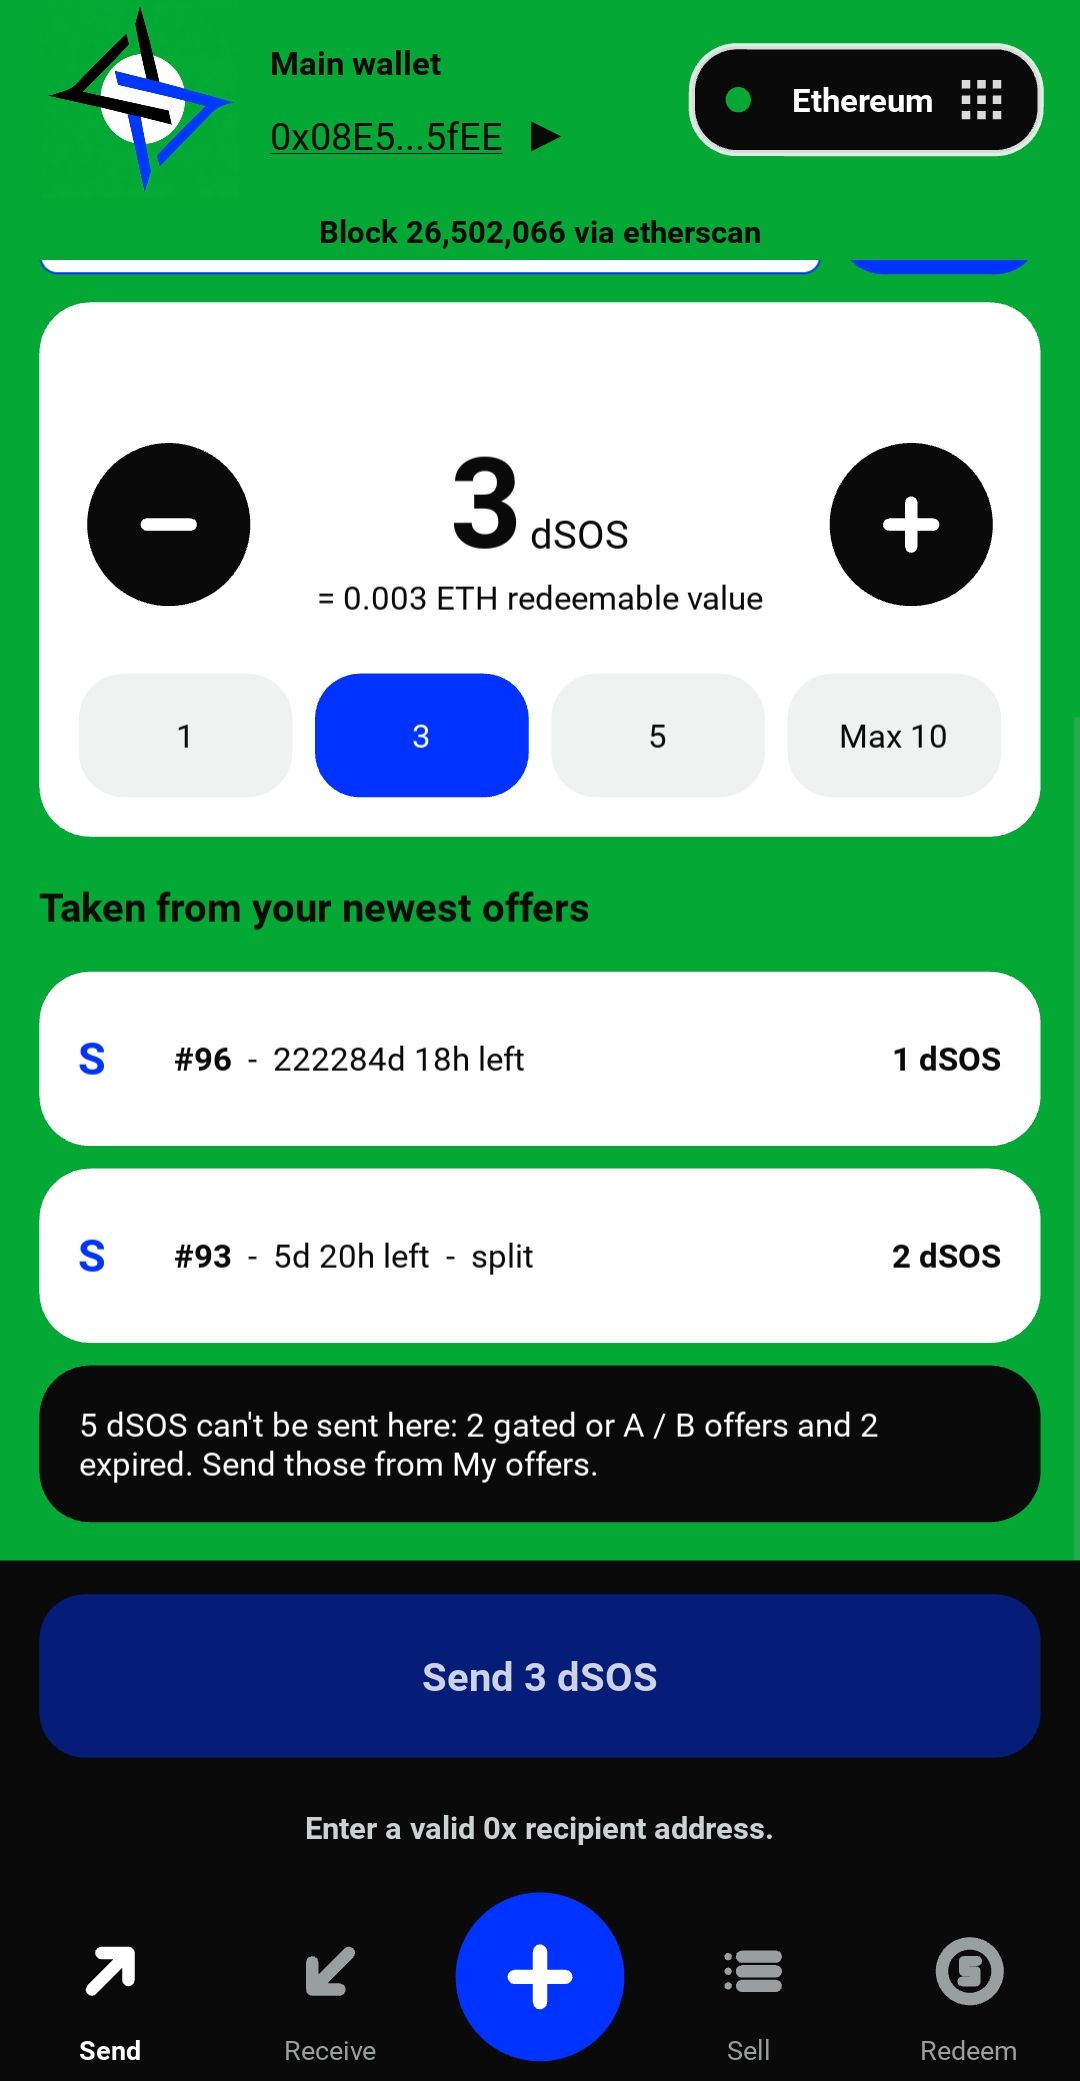 Main wallet
0x08E5...5fEE
Ethereum
Block 26,502,066 via etherscan
3 dSOS
= 0.003 ETH redeemable value
1
3
5
Max 10
Taken from your newest offers
S #96 - 222284d 18h left 1 dSOS
S #93 - 5d 20h left - split 2 dSOS
5 dSOS can't be sent here: 2 gated or A / B offers and 2
expired. Send those from My offers.
Send 3 dSOS
Enter a valid 0x recipient address.
Send
Receive
Sell
Redeem